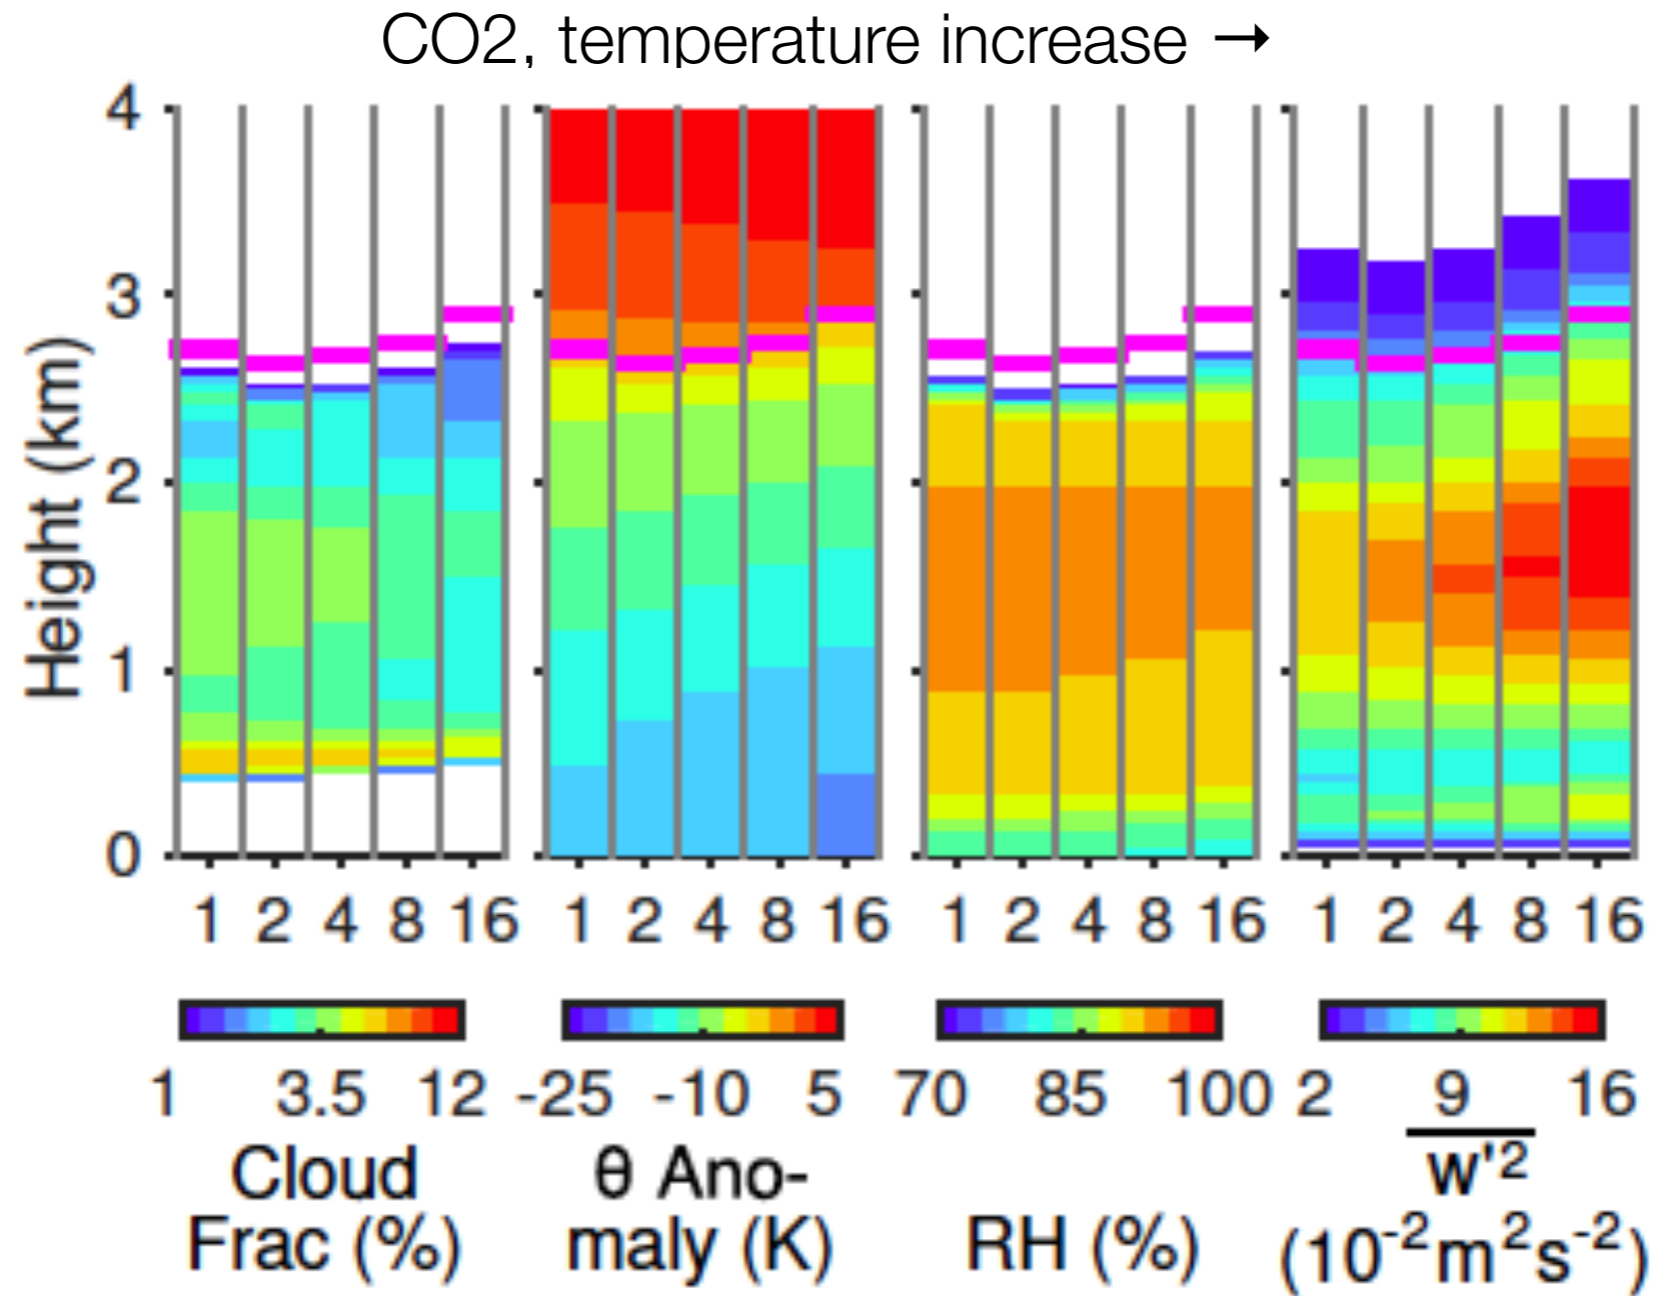 CO2, temperature increase →
Height (km)
4
3
2
1
0
1 2 4 8 16 1 2 4 8 16 1 2 4 8 16 1 2 4 8 16
1 3.5 12 -25 -10 5 70 85 100 2 9 16
Cloud
Frac (%)
θ Ano-
maly (K)
RH (%)
w'²
(10⁻²m²s⁻²)